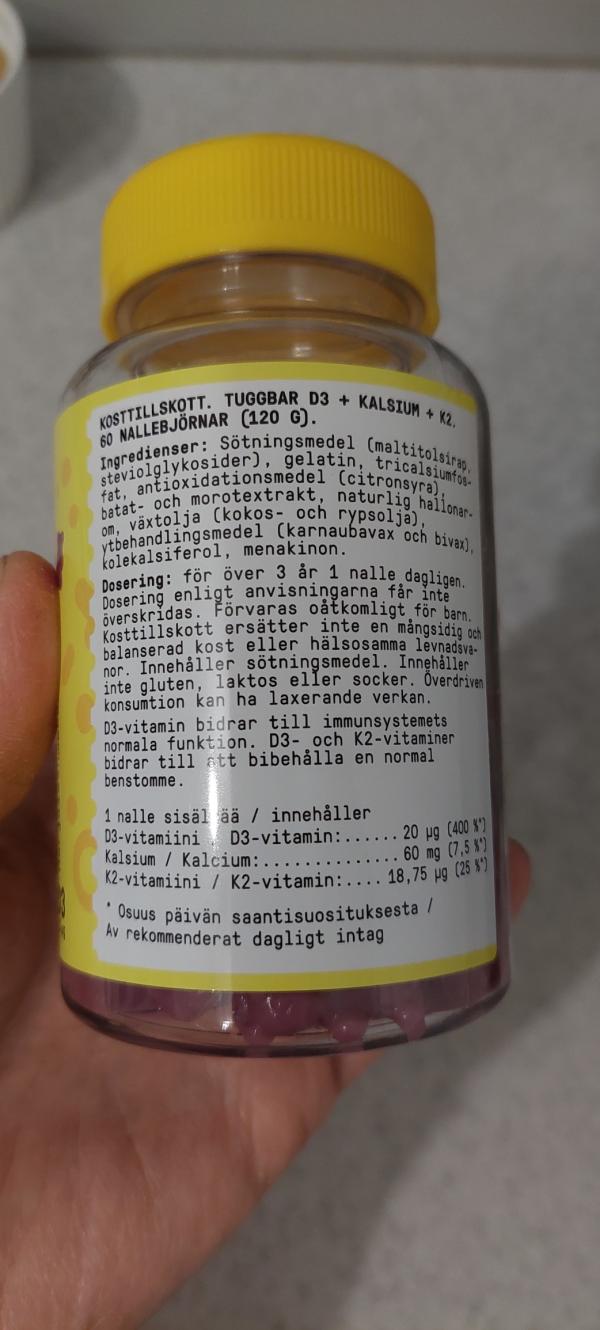 KOSTTILLSKOTT. TUGGBAR D3 + KALSIUM + K2.
60 NALLEBJÖRNAR (120 G).
Ingredienser: Sötningsmedel (maltitolsirap,
steviolglykosider), gelatin, tricalsiumfos-
fat, antioxidationsmedel (citronsyra),
batat- och morotextrakt, naturlig hallonar-
om, växtolja (kokos- och rypsolja),
ytbehandlingsmedel (karnaubavax och bivax),
kolekalsiferol, menakinon.
Dosering: för över 3 år 1 nalle dagligen.
Dosering enligt anvisningarna får inte
överskridas. Förvaras oåtkomligt för barn.
Kosttillskott ersätter inte en mångsidig och
balanserad kost eller hälsosamma levnadsva-
nor. Innehåller sötningsmedel. Innehåller
inte gluten, laktos eller socker. Överdriven
konsumtion kan ha laxerande verkan.
D3-vitamin bidrar till immunsystemets
normala funktion. D3- och K2-vitaminer
bidrar till att bibehålla en normal
benstomme.
1 nalle sisältää / innehåller
D3-vitamiini / D3-vitamin:...... 20 µg (400 %*)
Kalsium / Kalcium:............. 60 mg (7,5 %*)
K2-vitamiini / K2-vitamin:.... 18,75 µg (25 %*)
* Osuus päivän saantisuosituksesta /
Av rekommenderat dagligt intag